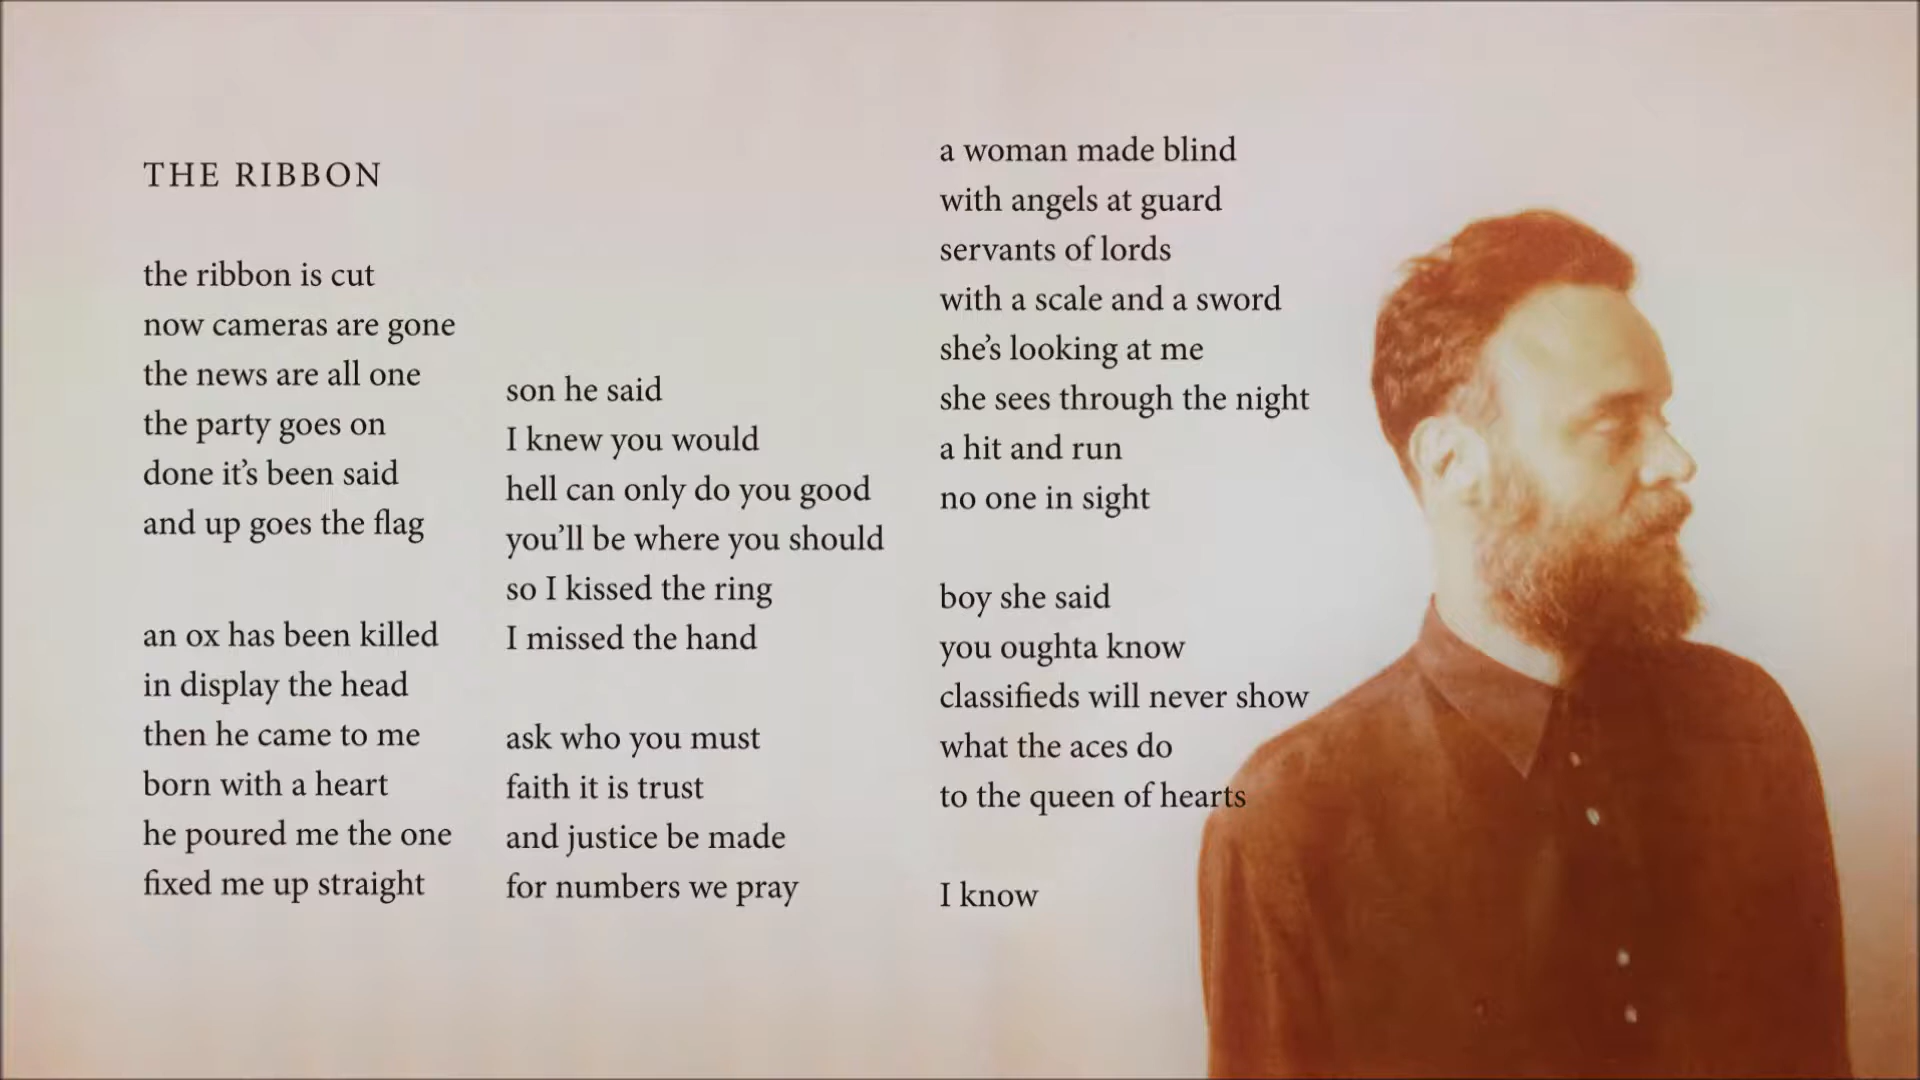 THE RIBBON
the ribbon is cut
now cameras are gone
the news are all one
the party goes on
done it’s been said
and up goes the flag
an ox has been killed
in display the head
then he came to me
born with a heart
he poured me the one
fixed me up straight
son he said
I knew you would
hell can only do you good
you’ll be where you should
so I kissed the ring
I missed the hand
ask who you must
faith it is trust
and justice be made
for numbers we pray
a woman made blind
with angels at guard
servants of lords
with a scale and a sword
she’s looking at me
she sees through the night
a hit and run
no one in sight
boy she said
you oughta know
classifieds will never show
what the aces do
to the queen of hearts
I know